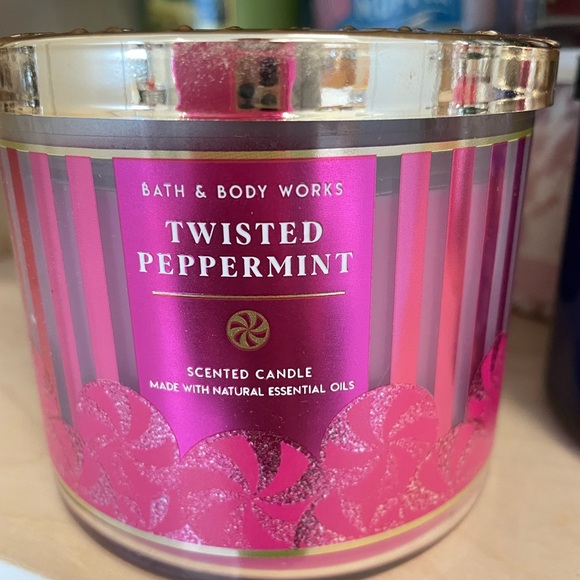 BATH & BODY WORKS
TWISTED
PEPPERMINT
SCENTED CANDLE
MADE WITH NATURAL ESSENTIAL OILS